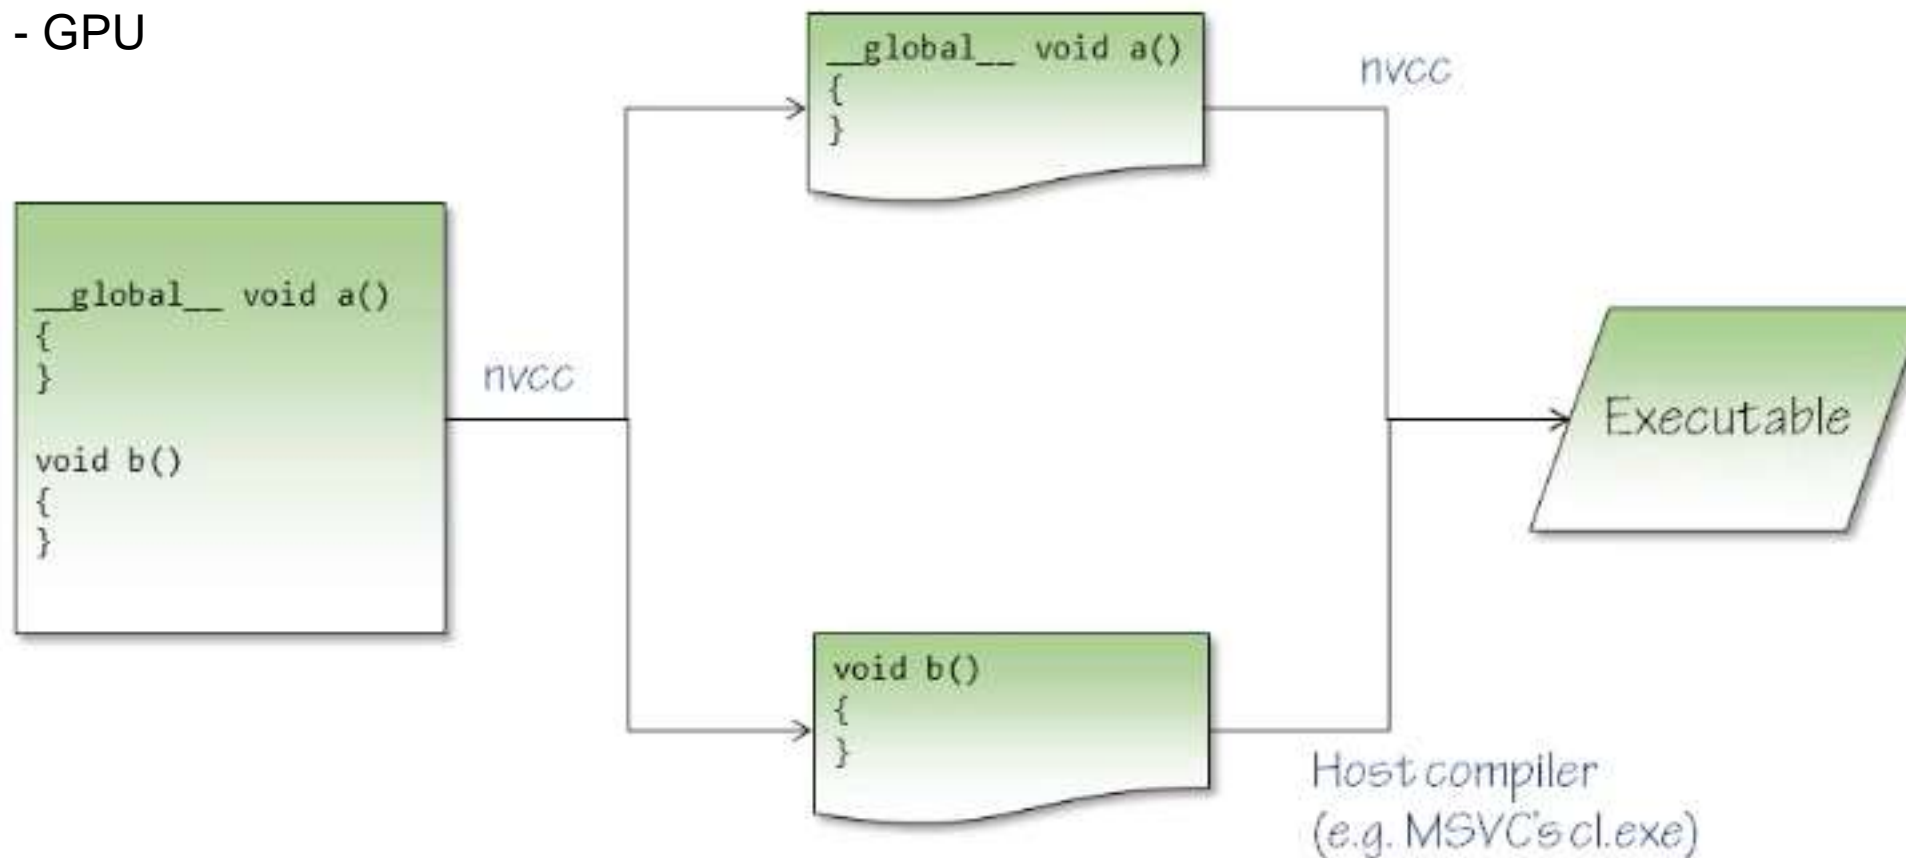 - GPU
__global__ void a()
{
}
void b()
{
}
nvcc
__global__ void a()
{
}
nvcc
void b()
{
}
Host compiler
(e.g. MSVC's cl.exe)
Executable